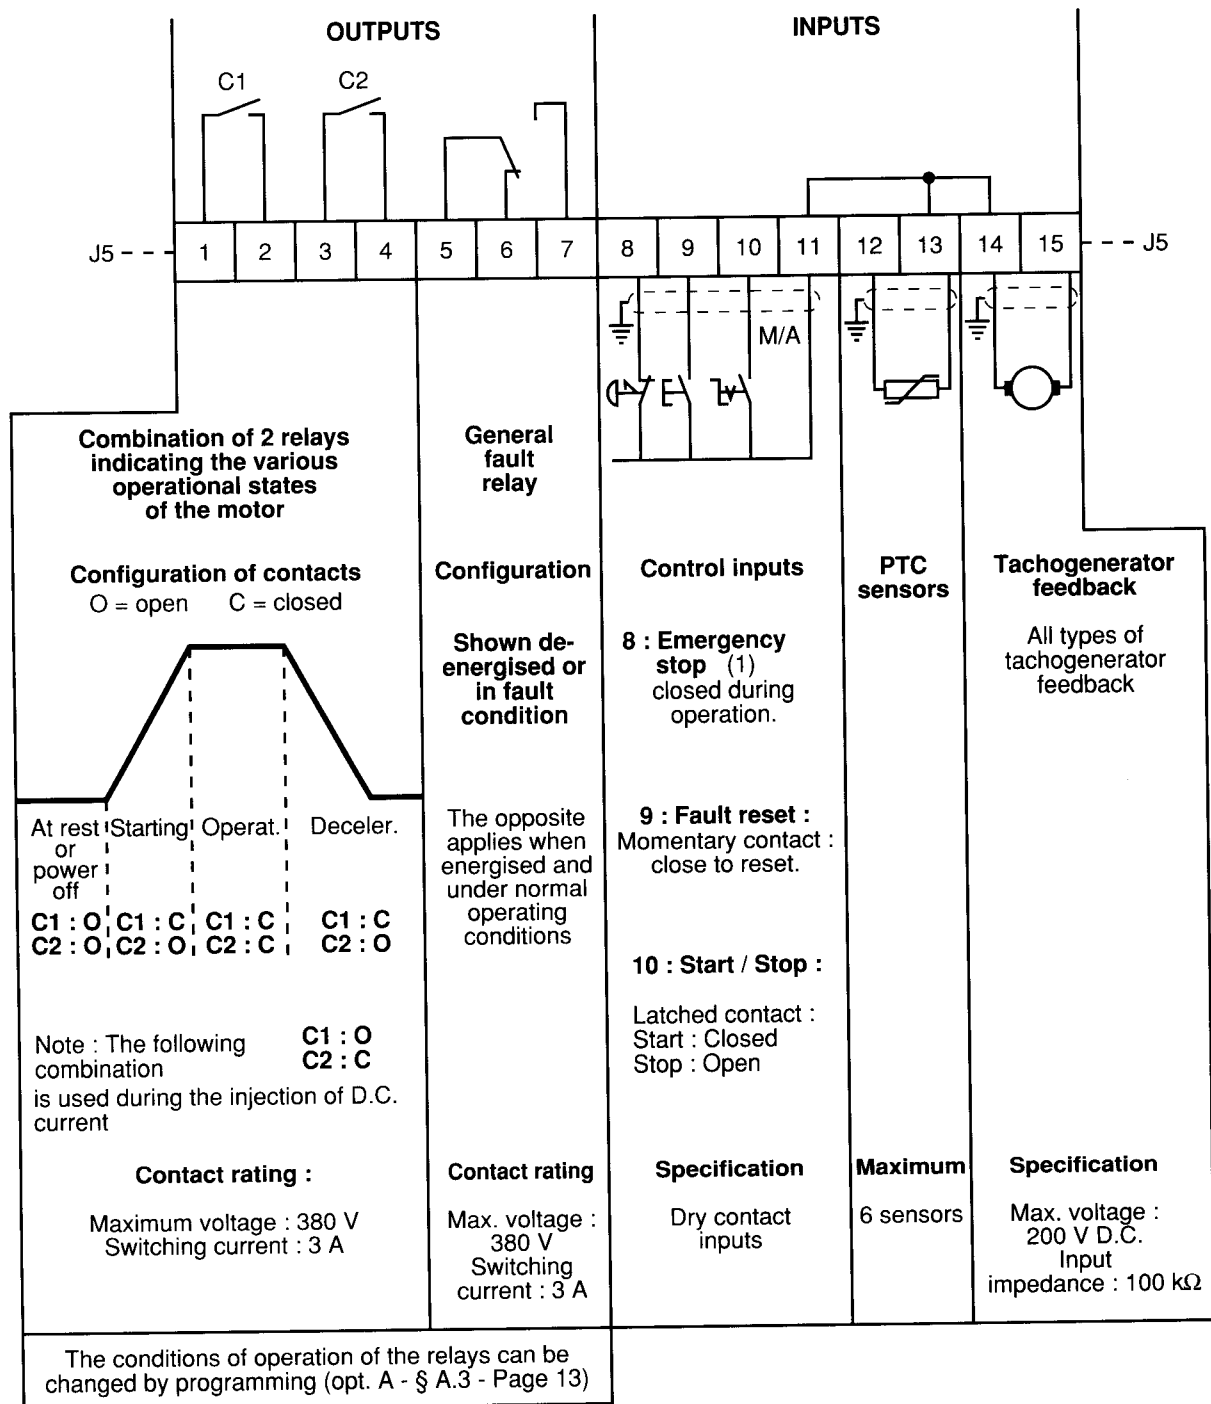 OUTPUTS
INPUTS
C1
C2
J5
1
2
3
4
5
6
7
8
9
10
11
12
13
14
15
J5
M/A
Combination of 2 relays
indicating the various
operational states
of the motor
Configuration of contacts
O = open C = closed
At rest
or
power
off
Starting
Operat.
Deceler.
C1 : O
C2 : O
C1 : C
C2 : O
C1 : C
C2 : C
C1 : C
C2 : O
Note : The following
combination
C1 : O
C2 : C
is used during the injection of D.C.
current
Contact rating :
Maximum voltage : 380 V
Switching current : 3 A
The conditions of operation of the relays can be
changed by programming (opt. A - § A.3 - Page 13)
General
fault
relay
Configuration
Shown de-
energised or
in fault
condition
The opposite
applies when
energised and
under normal
operating
conditions
Contact rating
Max. voltage :
380 V
Switching
current : 3 A
Control inputs
8 : Emergency
stop (1)
closed during
operation.
9 : Fault reset :
Momentary contact :
close to reset.
10 : Start / Stop :
Latched contact :
Start : Closed
Stop : Open
Specification
Dry contact
inputs
PTC
sensors
Maximum
6 sensors
Tachogenerator
feedback
All types of
tachogenerator
feedback
Specification
Max. voltage :
200 V D.C.
Input
impedance : 100 kΩ